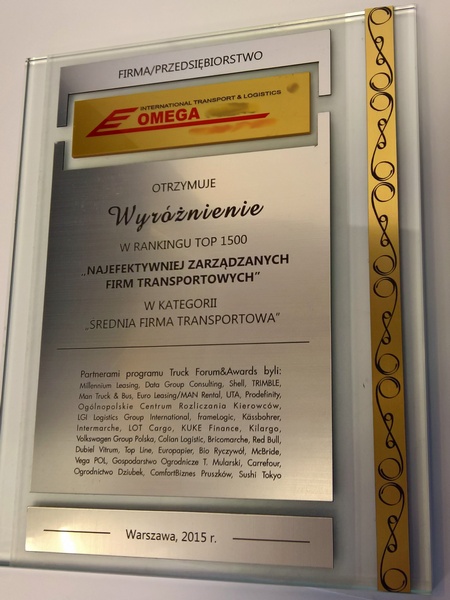 FIRMA/PRZEDSIĘBIORSTWO
INTERNATIONAL TRANSPORT & LOGISTICS
OMEGA
OTRZYMUJE
Wyróżnienie
W RANKINGU TOP 1500
„NAJEFEKTYWNIEJ ZARZĄDZANYCH
FIRM TRANSPORTOWYCH”
W KATEGORII
„ŚREDNIA FIRMA TRANSPORTOWA”
Partnerami programu Truck Forum&Awards byli:
Millennium Leasing, Data Group Consulting, Shell, TRIMBLE,
Man Truck & Bus, Euro Leasing/MAN Rental, UTA, Prodefinity,
Ogólnopolskie Centrum Rozliczania Kierowców,
LGI Logistics Group International, frameLogic, Kässbohrer,
Intermarche, LOT Cargo, KUKE Finance, Kilargo,
Volkswagen Group Polska, Colian Logistic, Bricomarche, Red Bull,
Dubiel Vitrum, Top Line, Europapier, Bio Ryczywół, McBride,
Vega POL, Gospodarstwo Ogrodnicze T. Mularski, Carrefour,
Ogrodnictwo Dziubek, ComfortBiznes Pruszków, Sushi Tokyo
Warszawa, 2015 r.